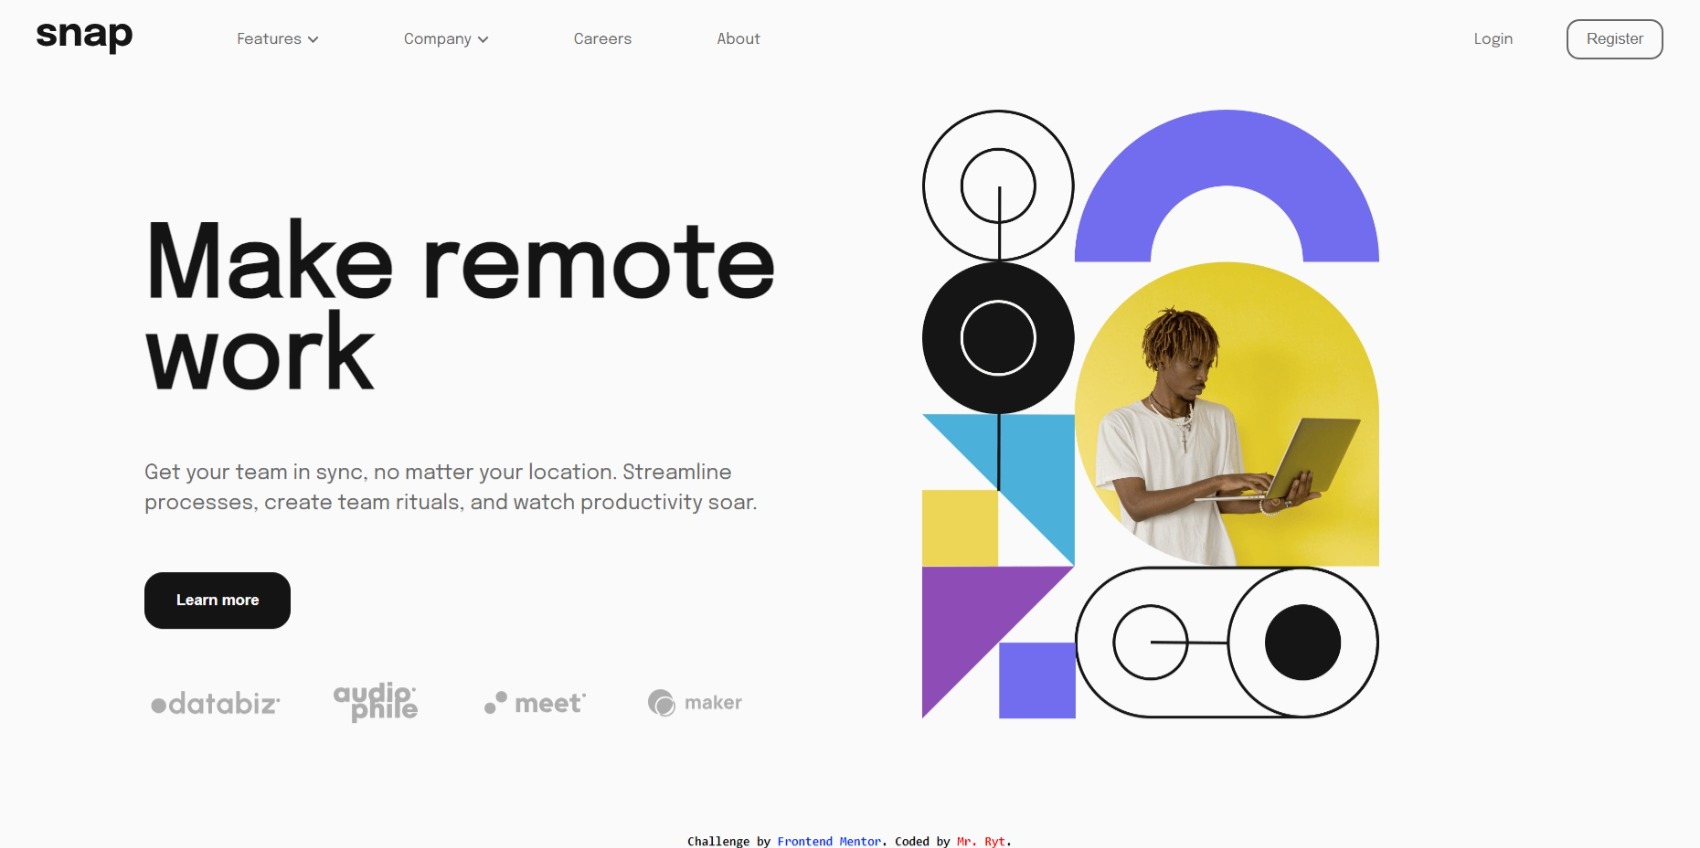 snap
Features
Company
Careers
About
Login
Register
Make remote
work
Get your team in sync, no matter your location. Streamline
processes, create team rituals, and watch productivity soar.
Learn more
databiz
audiophile
meet
maker
Challenge by Frontend Mentor. Coded by Mr. Ryt.